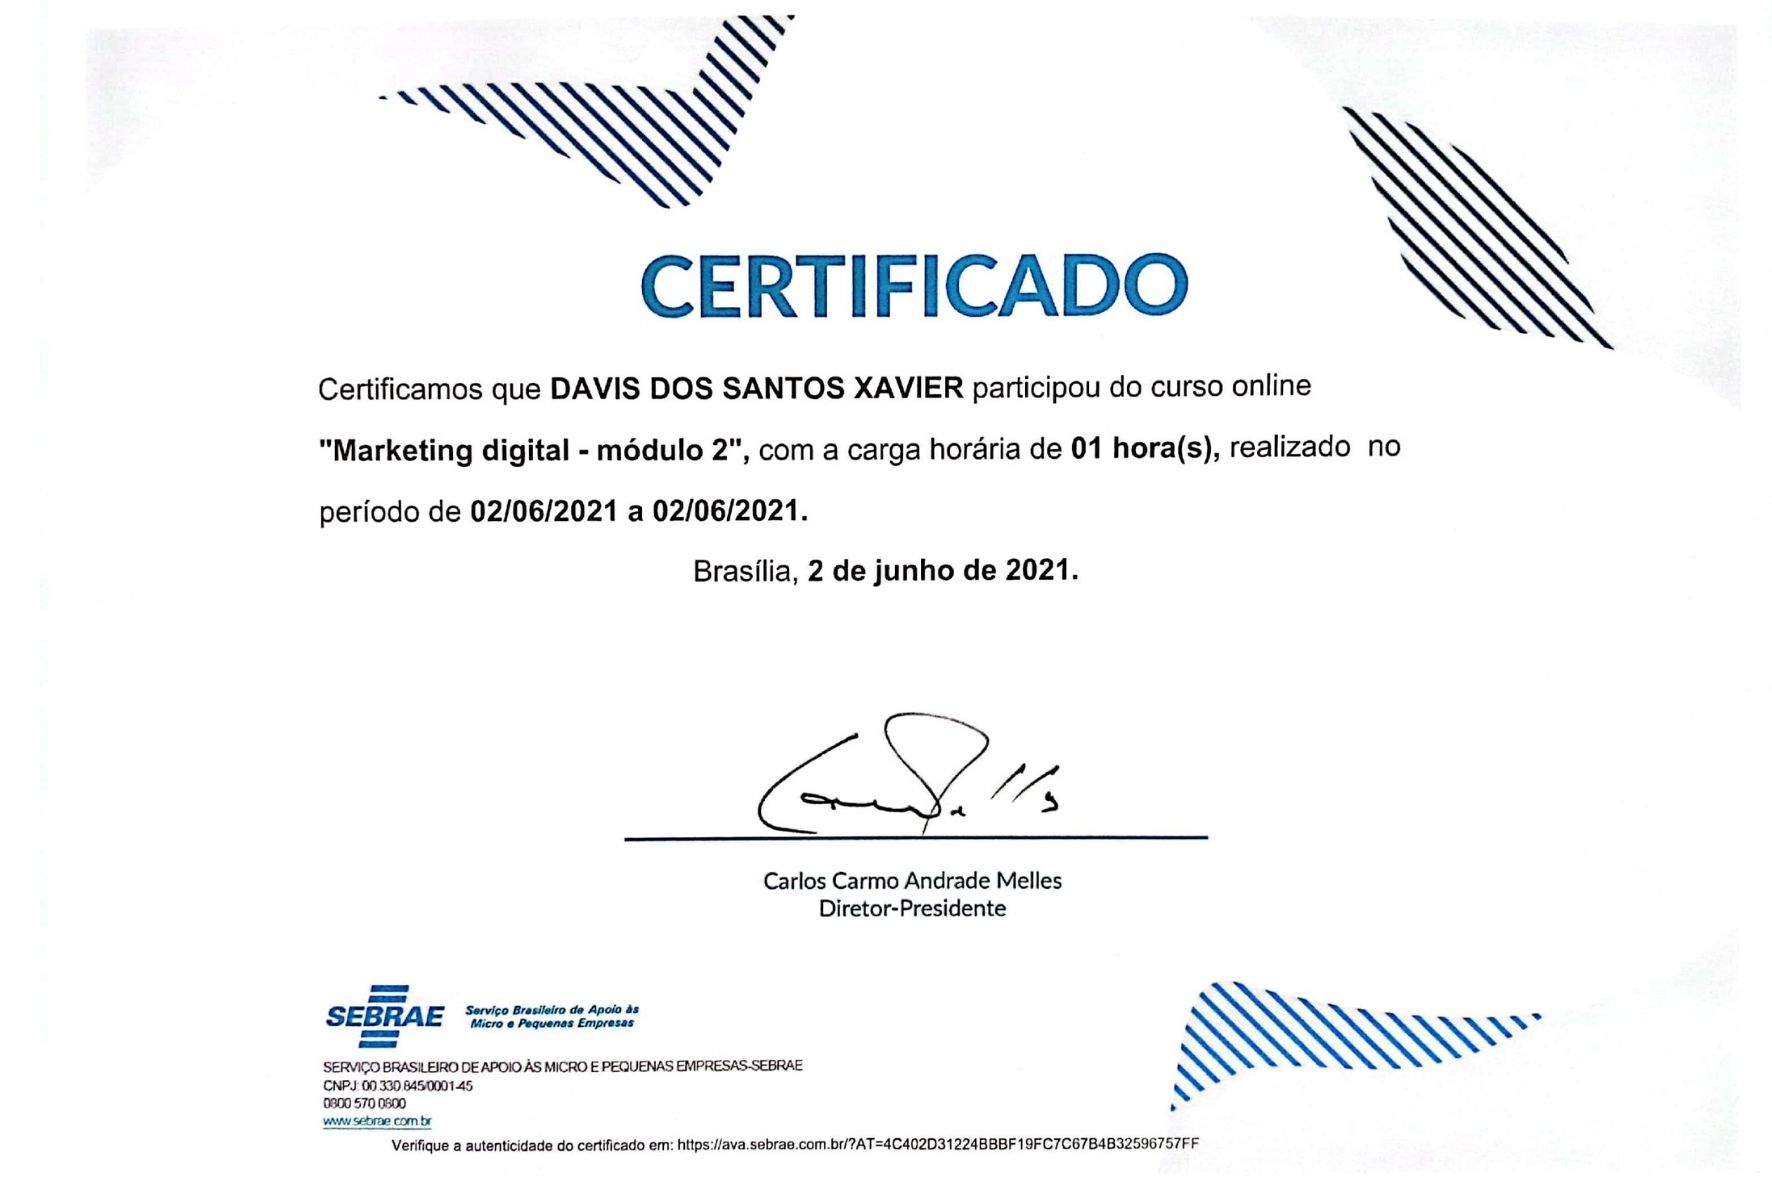 CERTIFICADO
Certificamos que DAVIS DOS SANTOS XAVIER participou do curso online
"Marketing digital - módulo 2", com a carga horária de 01 hora(s), realizado no
período de 02/06/2021 a 02/06/2021.
Brasília, 2 de junho de 2021.
Carlos Carmo Andrade Melles
Diretor-Presidente
SEBRAE
Serviço Brasileiro de Apoio às
Micro e Pequenas Empresas
SERVIÇO BRASILEIRO DE APOIO ÀS MICRO E PEQUENAS EMPRESAS-SEBRAE
CNPJ: 00.330.845/0001-45
0800 570 0800
www.sebrae.com.br
Verifique a autenticidade do certificado em: https://ava.sebrae.com.br/?AT=4C402D31224BBBF19FC7C67B4B32596757FF